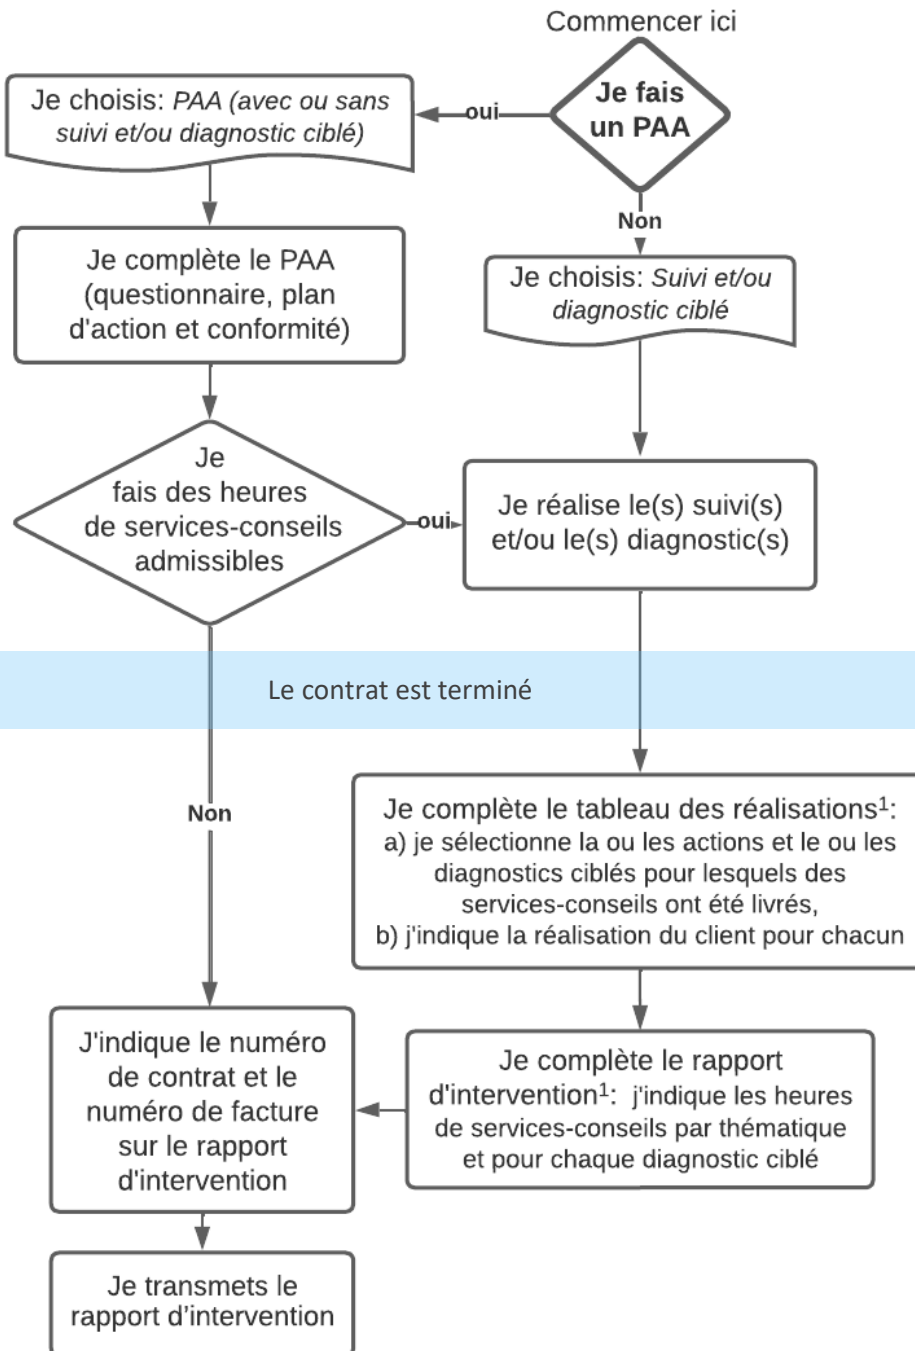 Commencer ici
Je fais
un PAA
oui
Je choisis: PAA (avec ou sans
suivi et/ou diagnostic ciblé)
Non
Je complète le PAA
(questionnaire, plan
d'action et conformité)
Je choisis: Suivi et/ou
diagnostic ciblé
Je
fais des heures
de services-conseils
admissibles
oui
Je réalise le(s) suivi(s)
et/ou le(s) diagnostic(s)
Le contrat est terminé
Non
Je complète le tableau des réalisations¹:
a) je sélectionne la ou les actions et le ou les
diagnostics ciblés pour lesquels des
services-conseils ont été livrés,
b) j'indique la réalisation du client pour chacun
Je complète le rapport
d'intervention¹: j'indique les heures
de services-conseils par thématique
et pour chaque diagnostic ciblé
J'indique le numéro
de contrat et le
numéro de facture
sur le rapport
d'intervention
Je transmets le
rapport d’intervention